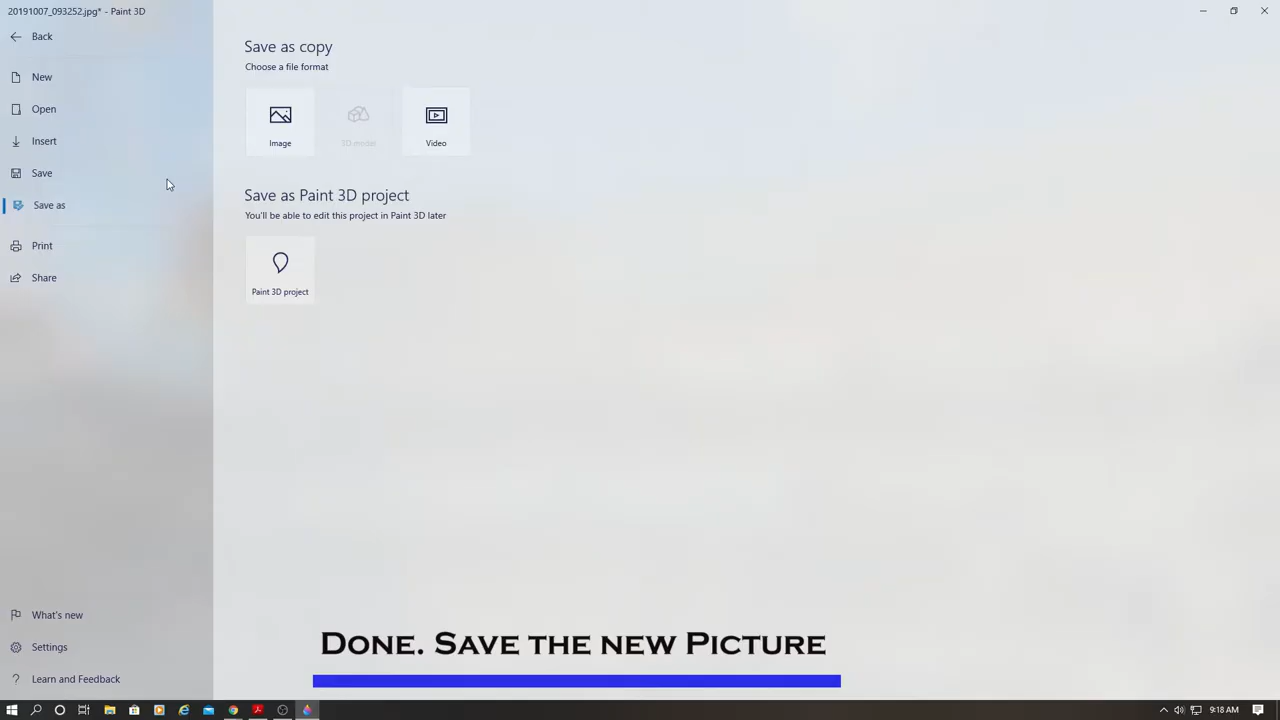 20191007_093252.jpg* - Paint 3D
Back
New
Open
Insert
Save
Save as
Print
Share
What's new
Settings
Learn and Feedback
Save as copy
Choose a file format
Image
3D model
Video
Save as Paint 3D project
You'll be able to edit this project in Paint 3D later
Paint 3D project
Done. Save the new Picture
9:18 AM